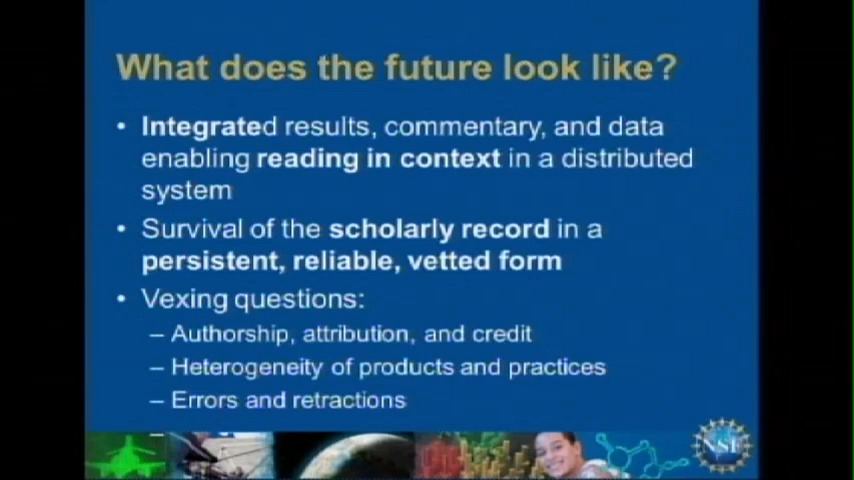 What does the future look like?
• Integrated results, commentary, and data
enabling reading in context in a distributed
system
• Survival of the scholarly record in a
persistent, reliable, vetted form
• Vexing questions:
– Authorship, attribution, and credit
– Heterogeneity of products and practices
– Errors and retractions
–
NSF